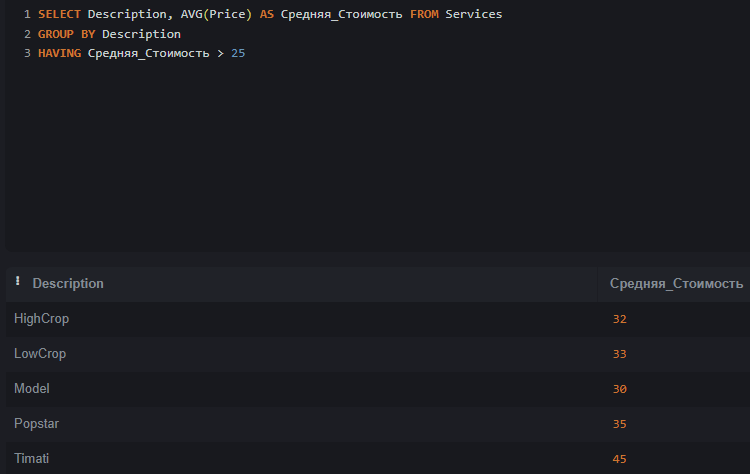 1 SELECT Description, AVG(Price) AS Средняя_Стоимость FROM Services
2 GROUP BY Description
3 HAVING Средняя_Стоимость > 25
Description Средняя_Стоимость
HighCrop 32
LowCrop 33
Model 30
Popstar 35
Timati 45